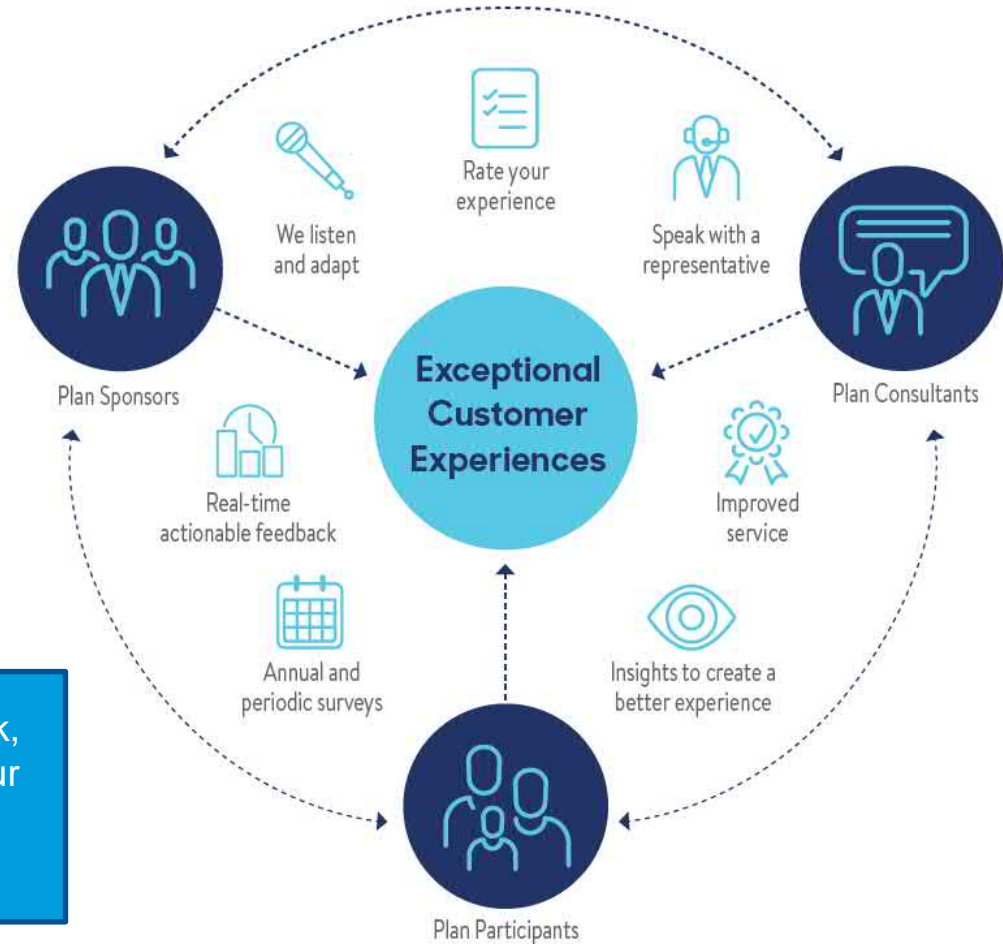 Rate your
experience
We listen
and adapt
Speak with a
representative
Plan Sponsors
Exceptional
Customer
Experiences
Plan Consultants
Real-time
actionable feedback
Improved
service
Annual and
periodic surveys
Insights to create a
better experience
Plan Participants